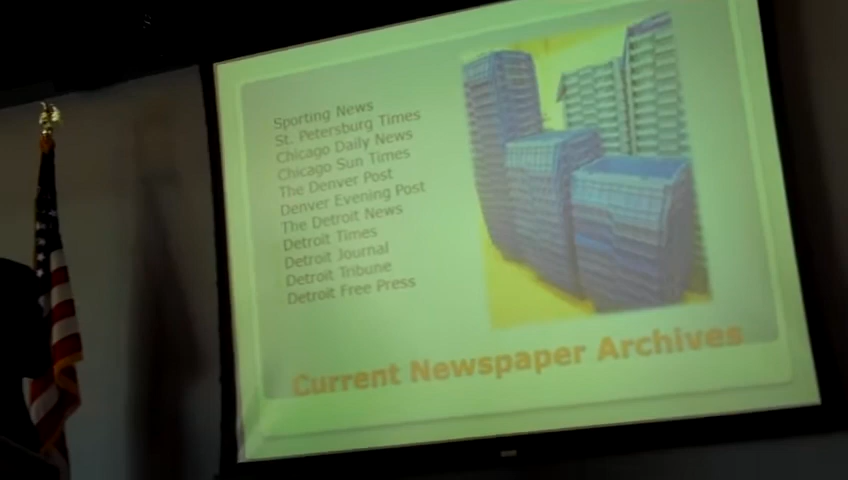 Sporting News
St. Petersburg Times
Chicago Daily News
Chicago Sun Times
The Denver Post
Denver Evening Post
The Detroit News
Detroit Times
Detroit Journal
Detroit Tribune
Detroit Free Press
Current Newspaper Archives